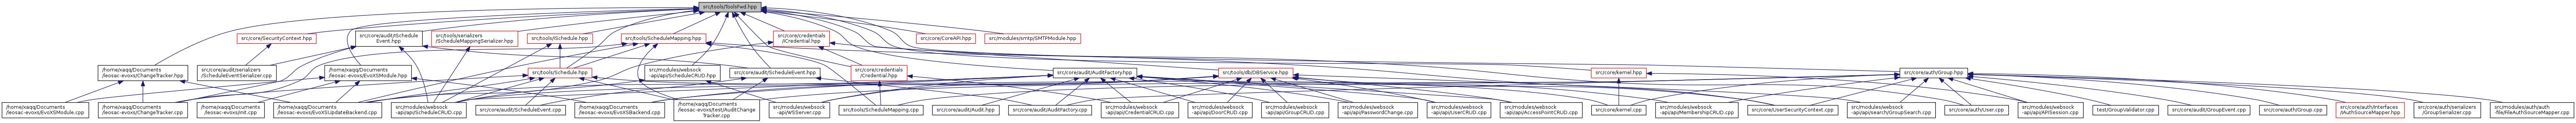 src/tools/ToolsFwd.hpp
src/core/SecurityContext.hpp
src/core/audit/IScheduleEvent.hpp
src/tools/serializers
/ScheduleMappingSerializer.hpp
src/tools/ISchedule.hpp
src/tools/ScheduleMapping.hpp
src/core/credentials
/ICredential.hpp
src/core/CoreAPI.hpp
src/modules/smtp/SMTPModule.hpp
/home/xaqq/Documents
/leosac-evoxs/ChangeTracker.hpp
src/core/audit/serializers
/ScheduleEventSerializer.cpp
/home/xaqq/Documents
/leosac-evoxs/EvoXSModule.hpp
src/tools/Schedule.hpp
src/modules/websock
-api/api/ScheduleCRUD.hpp
src/core/audit/ScheduleEvent.hpp
src/core/credentials
/Credential.hpp
src/core/audit/AuditFactory.hpp
src/tools/db/DBService.hpp
src/core/kernel.hpp
src/core/auth/Group.hpp
/home/xaqq/Documents
/leosac-evoxs/EvoXSModule.cpp
/home/xaqq/Documents
/leosac-evoxs/ChangeTracker.cpp
/home/xaqq/Documents
/leosac-evoxs/init.cpp
/home/xaqq/Documents
/leosac-evoxs/EvoXSUpdateBackend.cpp
src/modules/websock
-api/api/ScheduleCRUD.cpp
src/core/audit/ScheduleEvent.cpp
/home/xaqq/Documents
/leosac-evoxs/EvoXSBackend.cpp
/home/xaqq/Documents
/leosac-evoxs/test/AuditChange
Tracker.cpp
src/modules/websock
-api/WSServer.cpp
src/tools/ScheduleMapping.cpp
src/core/audit/Audit.hpp
src/core/audit/AuditFactory.cpp
src/modules/websock
-api/api/CredentialCRUD.cpp
src/modules/websock
-api/api/DoorCRUD.cpp
src/modules/websock
-api/api/GroupCRUD.cpp
src/modules/websock
-api/api/PasswordChange.cpp
src/modules/websock
-api/api/UserCRUD.cpp
src/modules/websock
-api/api/AccessPointCRUD.cpp
src/core/kernel.cpp
src/modules/websock
-api/api/MembershipCRUD.cpp
src/core/UserSecurityContext.cpp
src/modules/websock
-api/api/search/GroupSearch.cpp
src/core/auth/User.cpp
src/modules/websock
-api/api/APISession.cpp
test/GroupValidator.cpp
src/core/audit/GroupEvent.cpp
src/core/auth/Group.cpp
src/core/auth/Interfaces
/IAuthSourceMapper.hpp
src/core/auth/serializers
/GroupSerializer.cpp
src/modules/auth/auth
-file/FileAuthSourceMapper.cpp